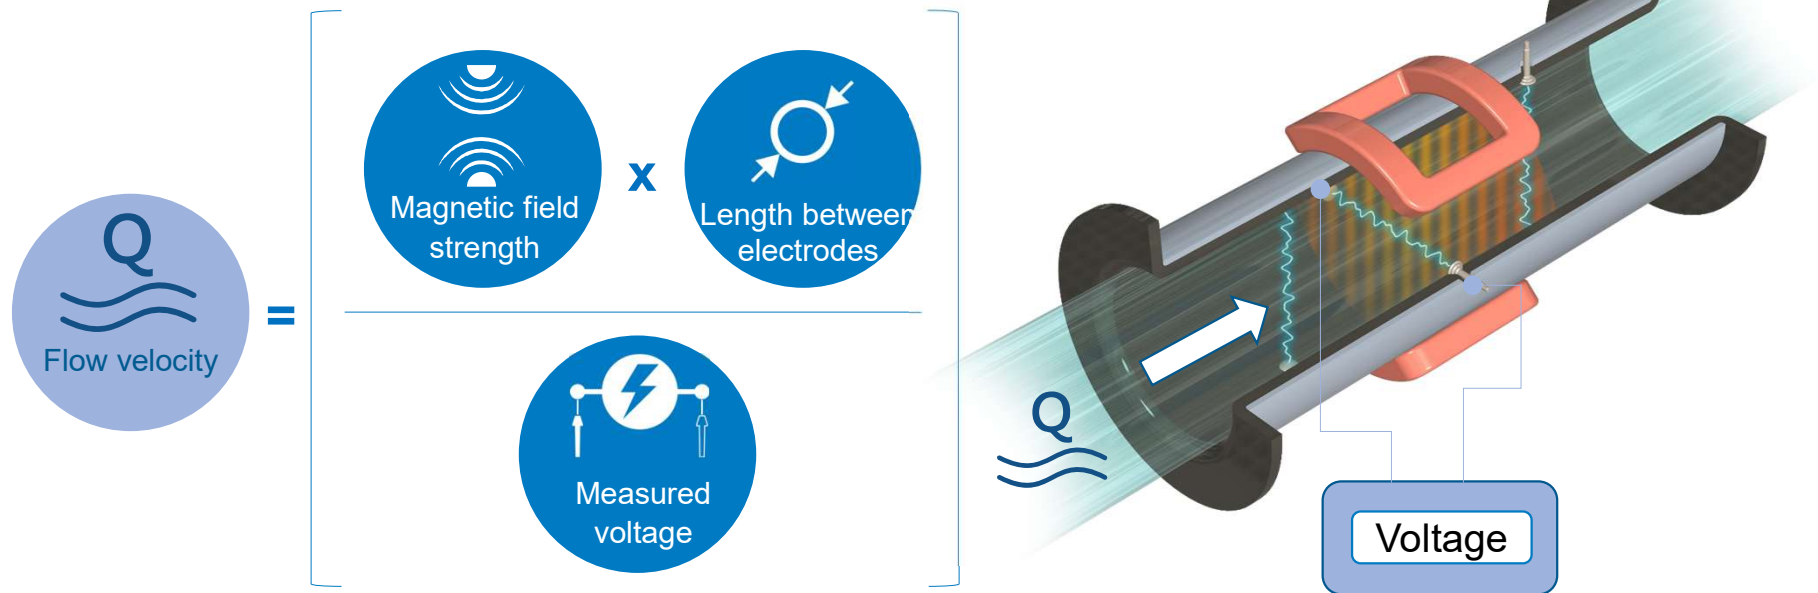 Q
Flow velocity
=
Magnetic field
strength
x
Length between
electrodes
Measured
voltage
Q
Voltage